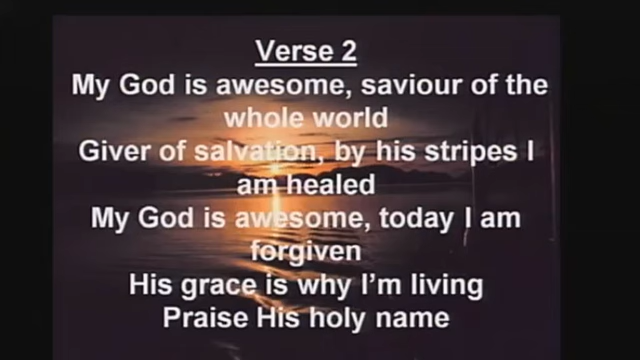 Verse 2
My God is awesome, saviour of the
whole world
Giver of salvation, by his stripes I
am healed
My God is awesome, today I am
forgiven
His grace is why I’m living
Praise His holy name